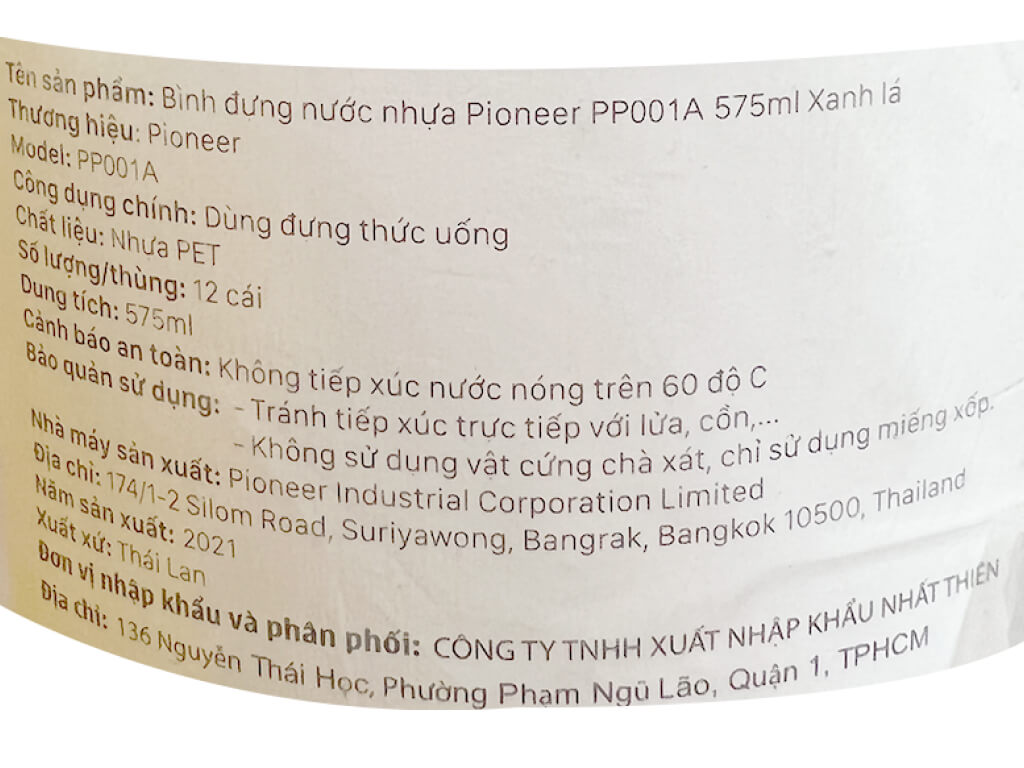 Tên sản phẩm: Bình đựng nước nhựa Pioneer PP001A 575ml Xanh lá
Thương hiệu: Pioneer
Model: PP001A
Công dụng chính: Dùng đựng thức uống
Chất liệu: Nhựa PET
Số lượng/thùng: 12 cái
Dung tích: 575ml
Cảnh báo an toàn: Không tiếp xúc nước nóng trên 60 độ C
Bảo quản sử dụng: - Tránh tiếp xúc trực tiếp với lửa, cồn,...
- Không sử dụng vật cứng chà xát, chỉ sử dụng miếng xốp.
Nhà máy sản xuất: Pioneer Industrial Corporation Limited
Địa chỉ: 174/1-2 Silom Road, Suriyawong, Bangrak, Bangkok 10500, Thailand
Năm sản xuất: 2021
Xuất xứ: Thái Lan
Đơn vị nhập khẩu và phân phối: CÔNG TY TNHH XUẤT NHẬP KHẨU NHẤT THIÊN
Địa chỉ: 136 Nguyễn Thái Học, Phường Phạm Ngũ Lão, Quận 1, TPHCM